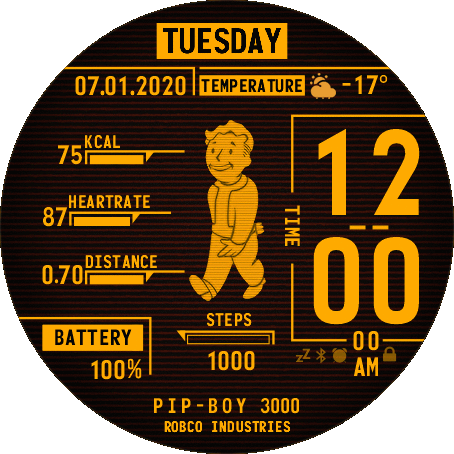 TUESDAY
07.01.2020 TEMPERATURE -17°
KCAL
75
HEARTRATE
87
DISTANCE
0.70
TIME
12
00
00
AM
zZ
STEPS
1000
BATTERY
100%
PIP-BOY 3000
ROBCO INDUSTRIES